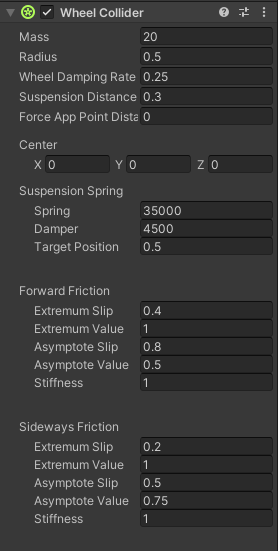 Wheel Collider
Mass 20
Radius 0.5
Wheel Damping Rate 0.25
Suspension Distance 0.3
Force App Point Dista 0
Center
X 0 Y 0 Z 0
Suspension Spring
Spring 35000
Damper 4500
Target Position 0.5
Forward Friction
Extremum Slip 0.4
Extremum Value 1
Asymptote Slip 0.8
Asymptote Value 0.5
Stiffness 1
Sideways Friction
Extremum Slip 0.2
Extremum Value 1
Asymptote Slip 0.5
Asymptote Value 0.75
Stiffness 1